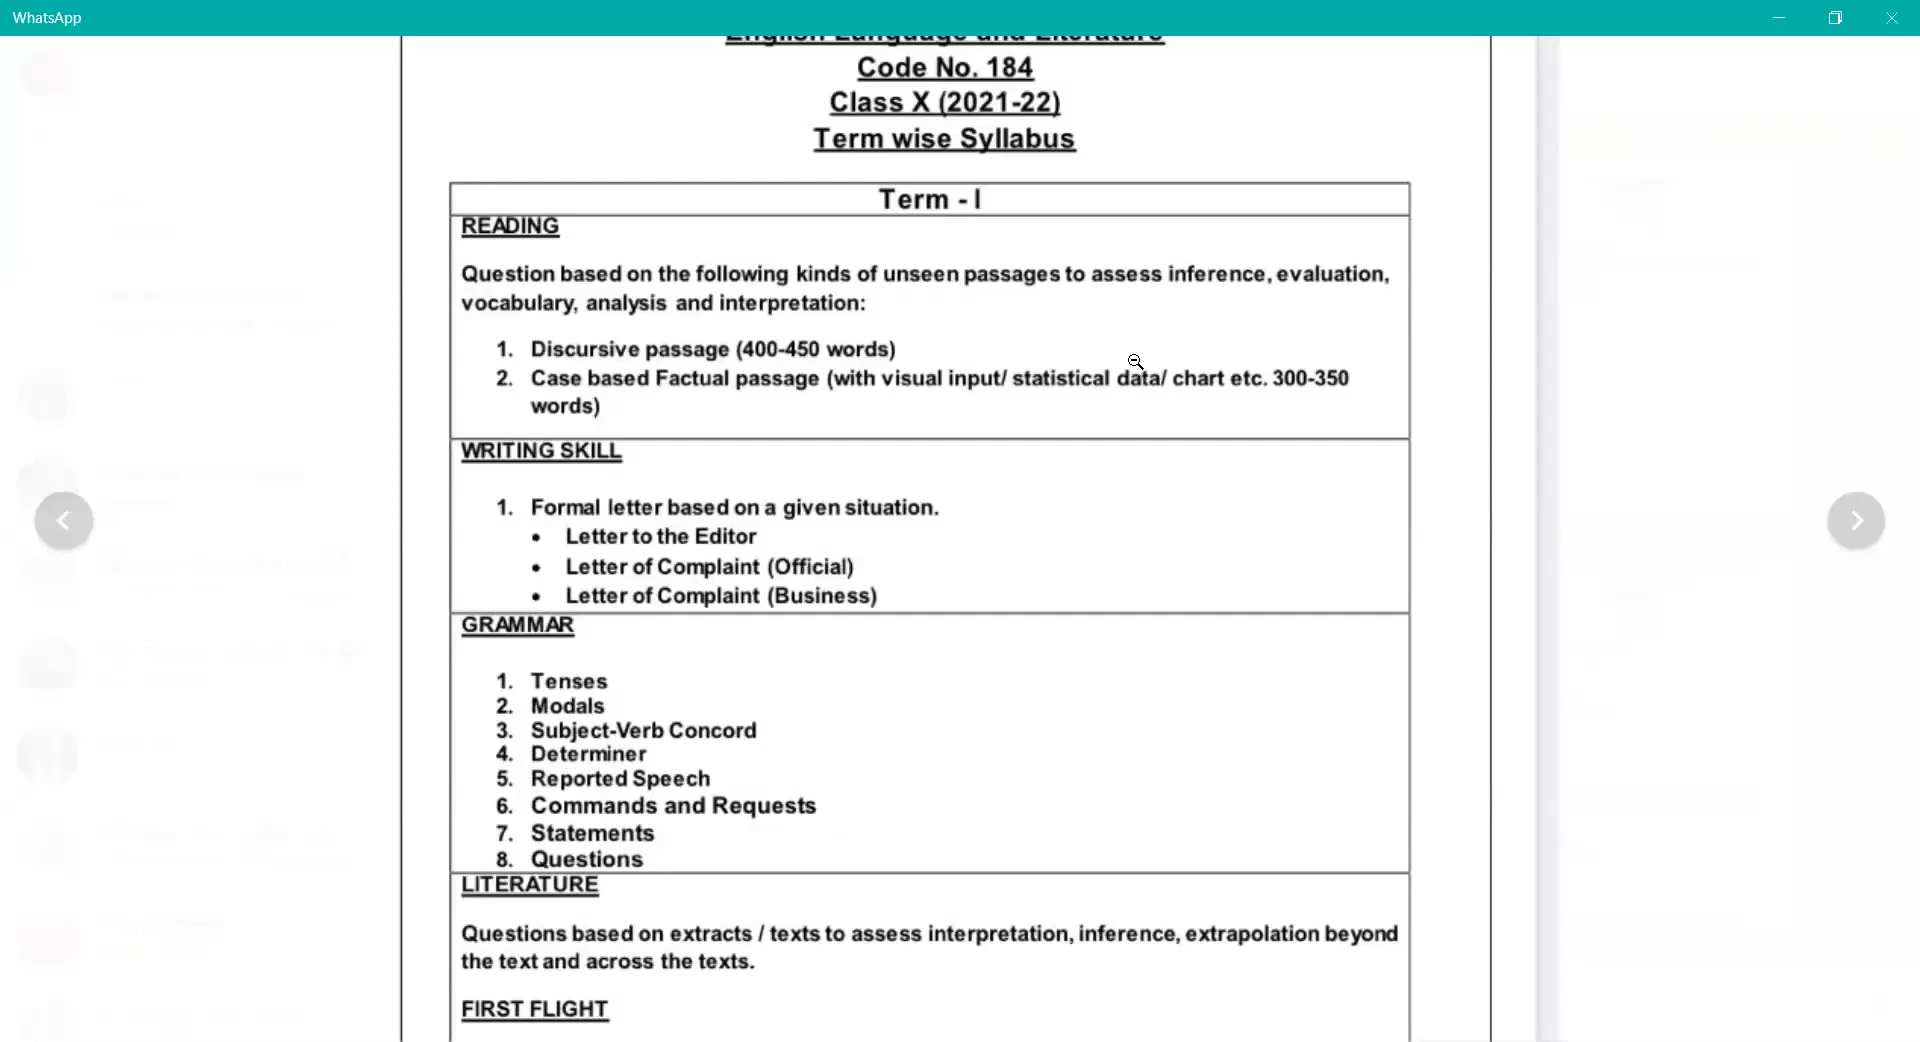 WhatsApp
English Language and Literature
Code No. 184
Class X (2021-22)
Term wise Syllabus
Term - I
READING
Question based on the following kinds of unseen passages to assess inference, evaluation,
vocabulary, analysis and interpretation:
1. Discursive passage (400-450 words)
2. Case based Factual passage (with visual input/ statistical data/ chart etc. 300-350
words)
WRITING SKILL
1. Formal letter based on a given situation.
• Letter to the Editor
• Letter of Complaint (Official)
• Letter of Complaint (Business)
GRAMMAR
1. Tenses
2. Modals
3. Subject-Verb Concord
4. Determiner
5. Reported Speech
6. Commands and Requests
7. Statements
8. Questions
LITERATURE
Questions based on extracts / texts to assess interpretation, inference, extrapolation beyond
the text and across the texts.
FIRST FLIGHT